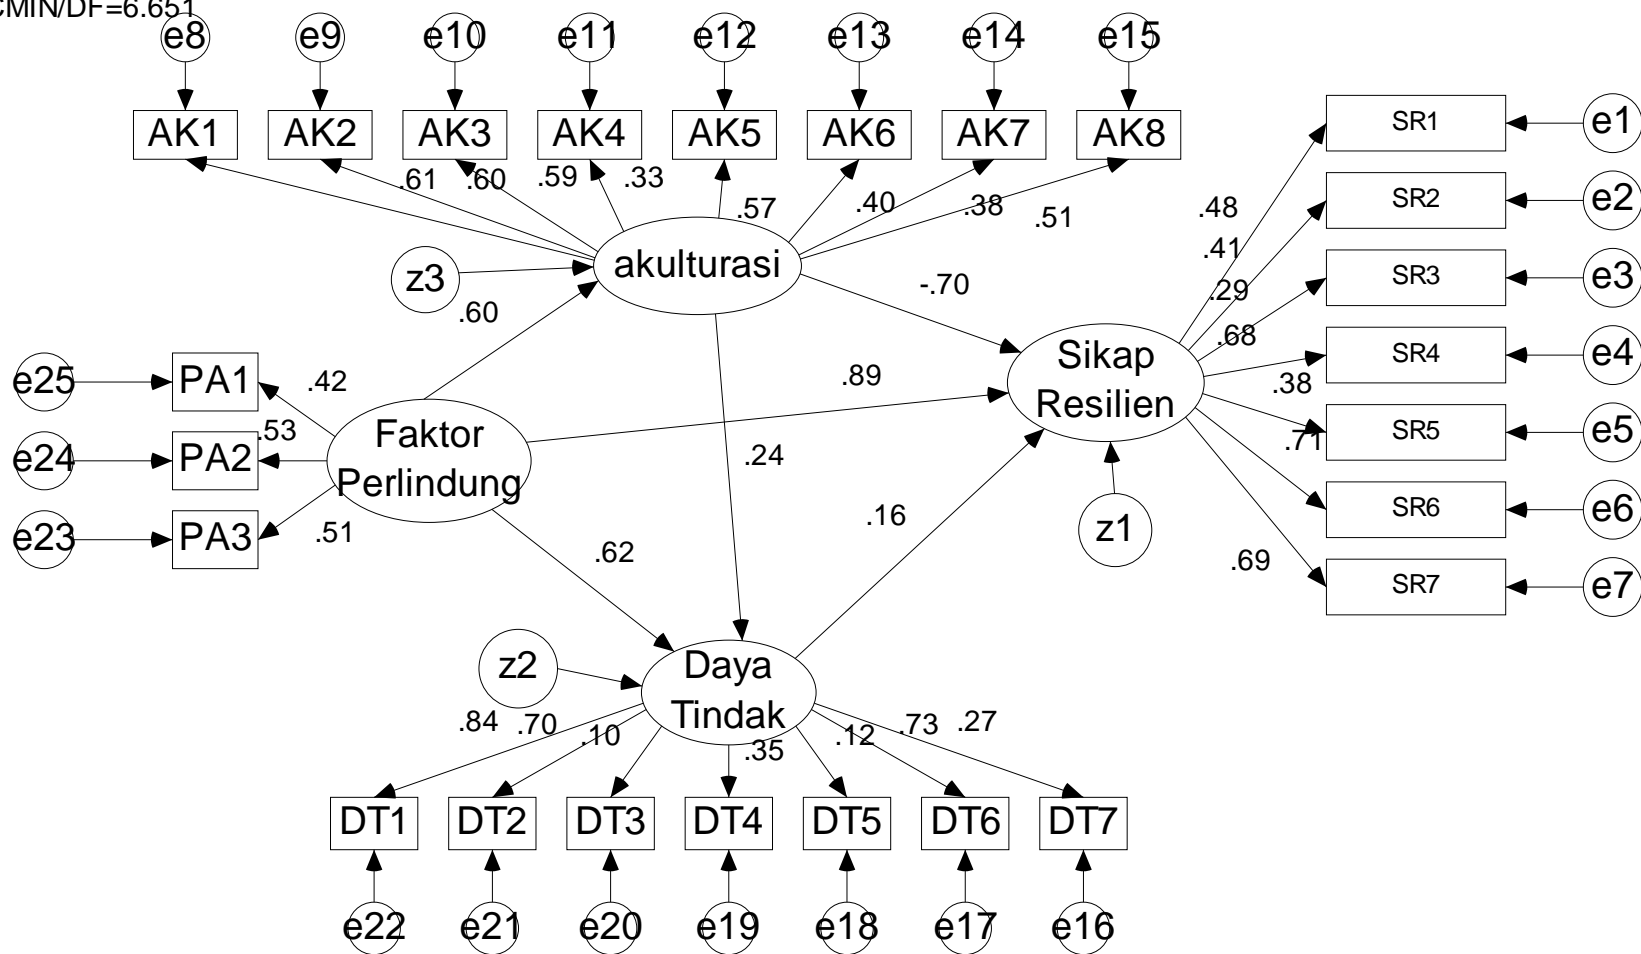 CMIN/DF=6.651
e8 e9 e10 e11 e12 e13 e14 e15
AK1 AK2 AK3 AK4 AK5 AK6 AK7 AK8
.61 .60 .59 .33 .57 .40 .38 .51
SR1 e1
SR2 e2
SR3 e3
SR4 e4
SR5 e5
SR6 e6
SR7 e7
.48
.41
.29
.68
.38
.71
.69
akulturasi
z3
.60
-.70
Sikap
Resilien
z1
.89
.24
.16
.62
e25 PA1 .42
e24 PA2 .53
e23 PA3 .51
Faktor
Perlindung
z2
Daya
Tindak
.84 .70 .10 .35 .12 .73 .27
DT1 DT2 DT3 DT4 DT5 DT6 DT7
e22 e21 e20 e19 e18 e17 e16